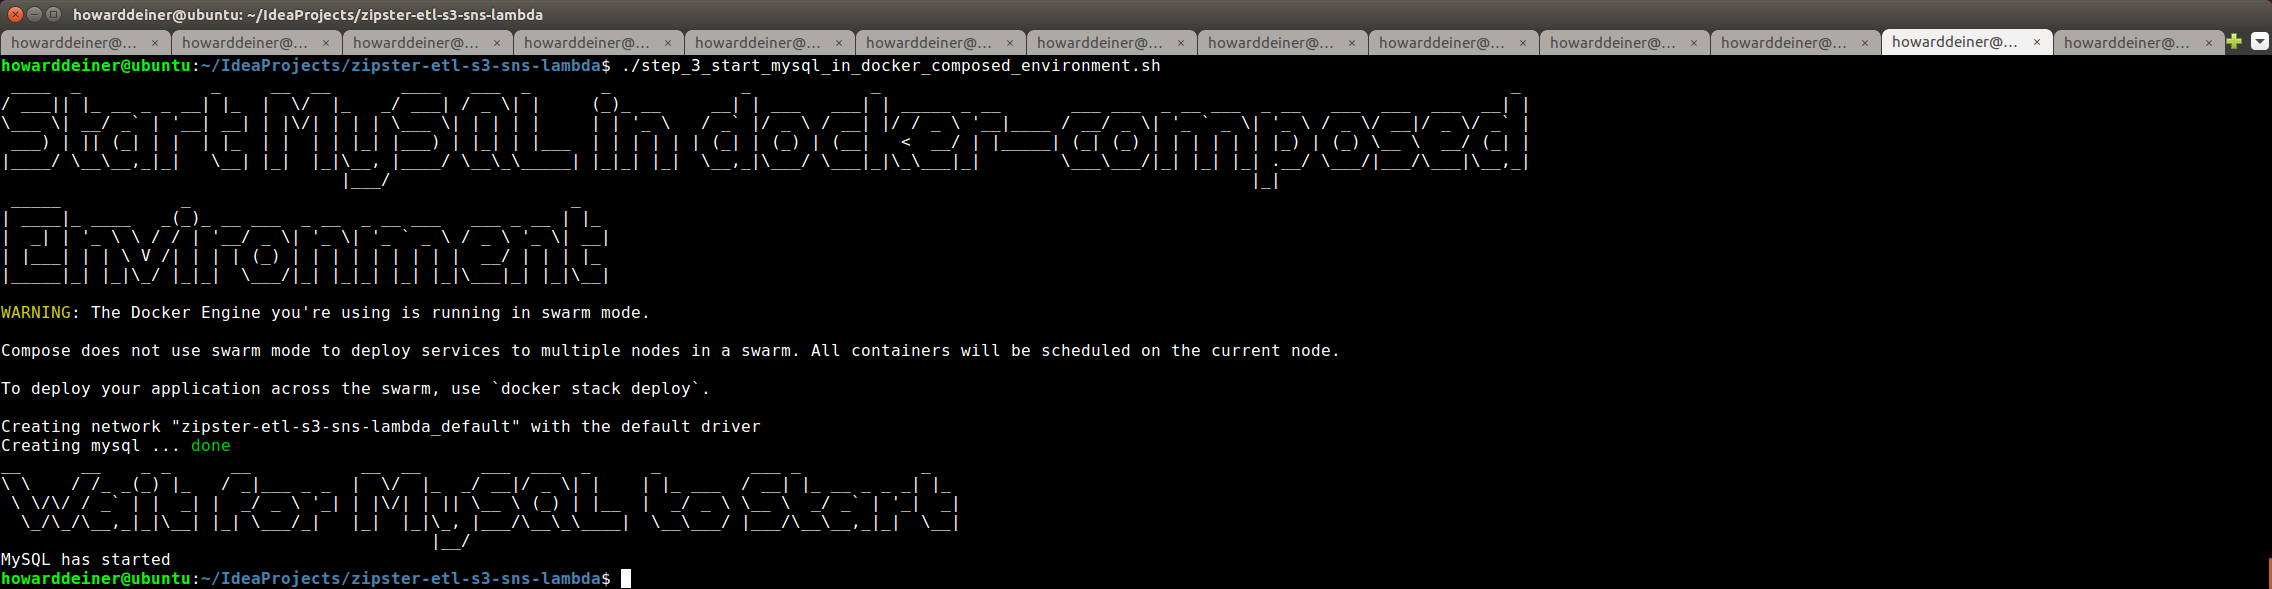 howarddeiner@ubuntu: ~/IdeaProjects/zipster-etl-s3-sns-lambda
howarddeiner@... × howarddeiner@... × howarddeiner@... × howarddeiner@... × howarddeiner@... × howarddeiner@... × howarddeiner@... × howarddeiner@... × howarddeiner@... × howarddeiner@... × howarddeiner@... × howarddeiner@... × howarddeiner@... ×
howarddeiner@ubuntu:~/IdeaProjects/zipster-etl-s3-sns-lambda$ ./step_3_start_mysql_in_docker_composed_environment.sh
Start MySQL in docker-composed
Environment
WARNING: The Docker Engine you're using is running in swarm mode.
Compose does not use swarm mode to deploy services to multiple nodes in a swarm. All containers will be scheduled on the current node.
To deploy your application across the swarm, use `docker stack deploy`.
Creating network "zipster-etl-s3-sns-lambda_default" with the default driver
Creating mysql ... done
Wait for MySQL to Start
MySQL has started
howarddeiner@ubuntu:~/IdeaProjects/zipster-etl-s3-sns-lambda$